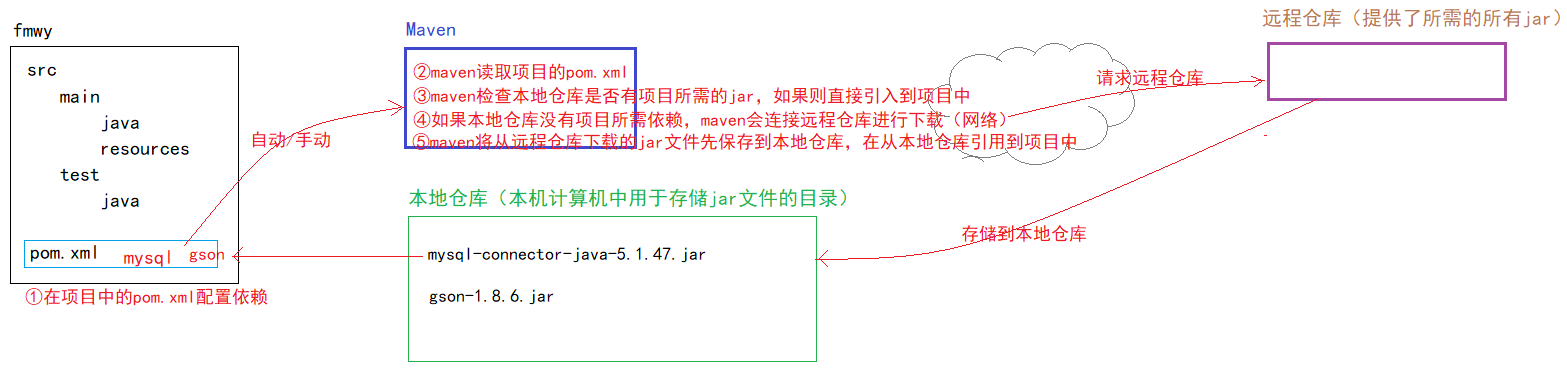 fmwy
src
main
java
resources
test
java
pom.xml mysql gson
①在项目中的pom.xml配置依赖
自动/手动
Maven
②maven读取项目的pom.xml
③maven检查本地仓库是否有项目所需的jar，如果则直接引入到项目中
④如果本地仓库没有项目所需依赖，maven会连接远程仓库进行下载（网络）
⑤maven将从远程仓库下载的jar文件先保存到本地仓库，在从本地仓库引用到项目中
本地仓库（本机计算机中用于存储jar文件的目录）
mysql-connector-java-5.1.47.jar
gson-1.8.6.jar
请求远程仓库
远程仓库（提供了所需的所有jar）
存储到本地仓库